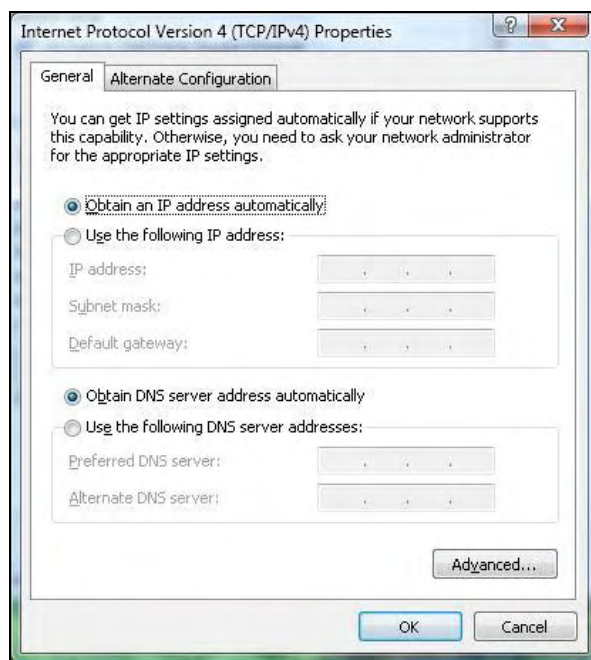 Internet Protocol Version 4 (TCP/IPv4) Properties
? X
General
Alternate Configuration
You can get IP settings assigned automatically if your network supports
this capability. Otherwise, you need to ask your network administrator
for the appropriate IP settings.
Obtain an IP address automatically
Use the following IP address:
IP address:
. . .
Subnet mask:
. . .
Default gateway:
. . .
Obtain DNS server address automatically
Use the following DNS server addresses:
Preferred DNS server:
. . .
Alternate DNS server:
. . .
Advanced...
OK
Cancel